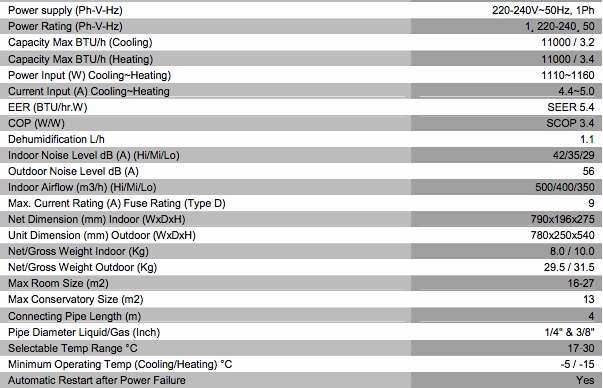 Power supply (Ph-V-Hz) 220-240V~50Hz, 1Ph
Power Rating (Ph-V-Hz) 1, 220-240, 50
Capacity Max BTU/h (Cooling) 11000 / 3.2
Capacity Max BTU/h (Heating) 11000 / 3.4
Power Input (W) Cooling~Heating) 1110~1160
Current Input (A) Cooling~Heating 4.4~5.0
EER (BTU/hr.W) SEER 5.4
COP (W/W) SCOP 3.4
Dehumidification L/h 1.1
Indoor Noise Level dB (A) (Hi/Mi/Lo) 42/35/29
Outdoor Noise Level dB (A) 56
Indoor Airflow (m3/h) (Hi/Mi/Lo) 500/400/350
Max. Current Rating (A) Fuse Rating (Type D) 9
Net Dimension (mm) Indoor (WxDxH) 790x196x275
Unit Dimension (mm) Outdoor (WxDxH) 780x250x540
Net/Gross Weight Indoor (Kg) 8.0 / 10.0
Net/Gross Weight Outdoor (Kg) 29.5 / 31.5
Max Room Size (m2) 16-27
Max Conservatory Size (m2) 13
Connecting Pipe Length (m) 4
Pipe Diameter Liquid/Gas (Inch) 1/4" & 3/8"
Selectable Temp Range °C 17-30
Minimum Operating Temp (Cooling/Heating) °C -5 / -15
Automatic Restart after Power Failure Yes